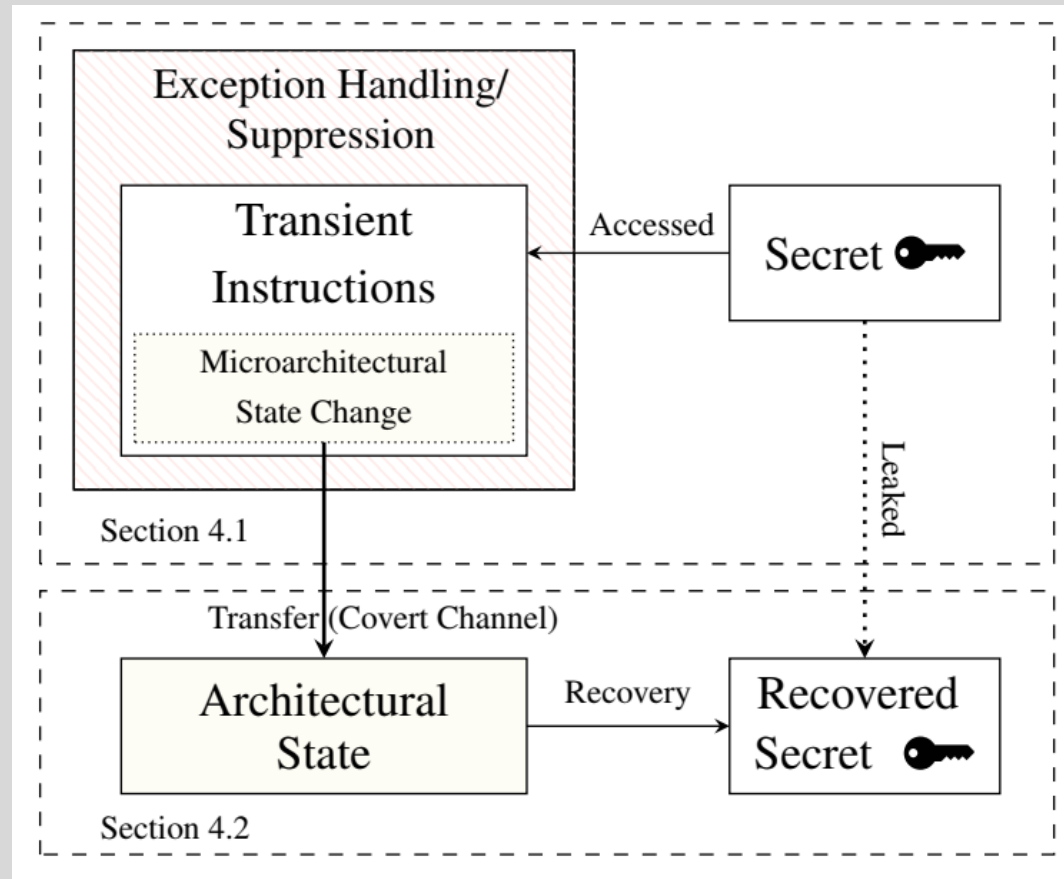 Exception Handling/
Suppression
Transient
Instructions
Microarchitectural
State Change
Accessed
Secret
Leaked
Section 4.1
Transfer (Covert Channel)
Architectural
State
Recovery
Recovered
Secret
Section 4.2